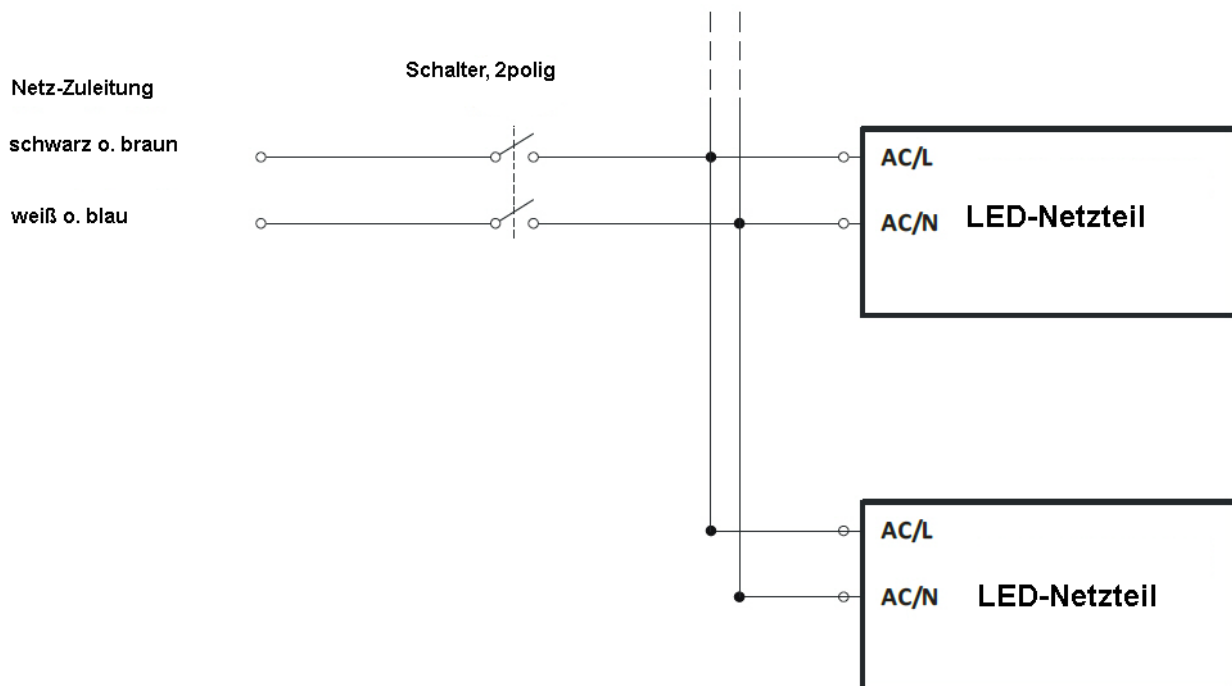 Schalter, 2polig
Netz-Zuleitung
schwarz o. braun
AC/L
weiß o. blau
AC/N
LED-Netzteil
AC/L
AC/N
LED-Netzteil